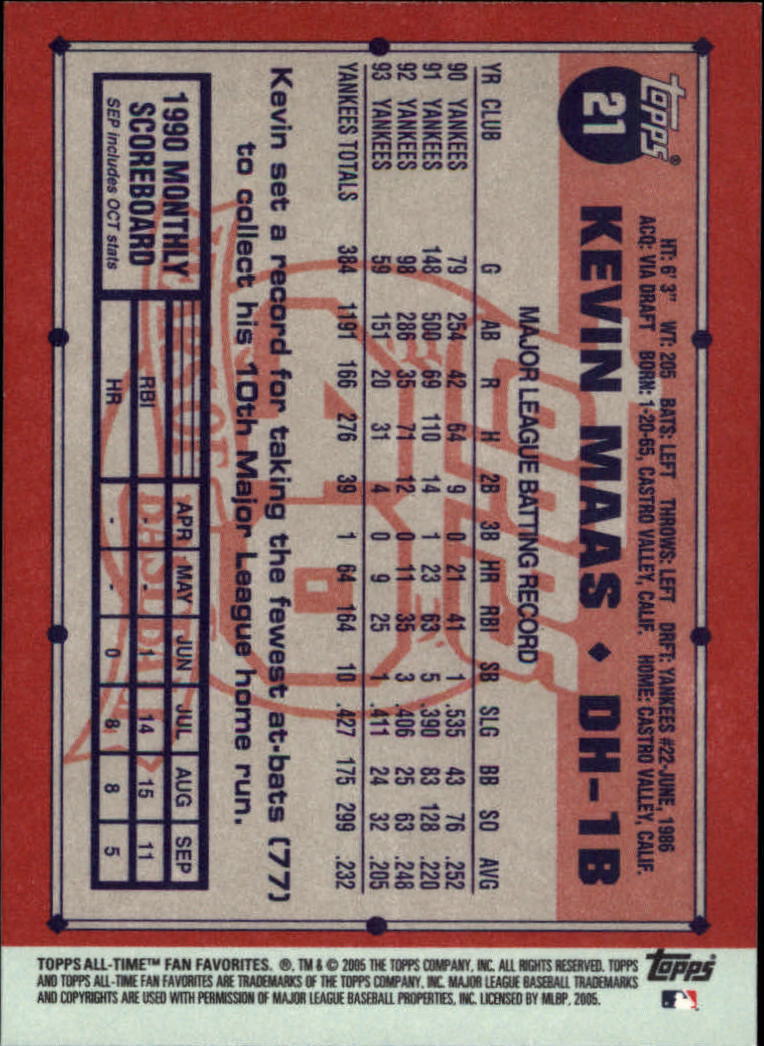 topps®
21
HT: 6' 3" WT: 205 BATS: LEFT THROWS: LEFT DRFT: YANKEES #22-JUNE, 1986
ACQ: VIA DRAFT BORN: 1-20-65, CASTRO VALLEY, CALIF. HOME: CASTRO VALLEY, CALIF.
KEVIN MAAS ♦ DH-1B
MAJOR LEAGUE BATTING RECORD
YR CLUB G AB R H 2B 3B HR RBI SB SLG BB SO AVG
90 YANKEES 79 254 42 64 9 0 21 41 1 .535 43 76 .252
91 YANKEES 148 500 69 110 14 1 23 63 5 .390 83 128 .220
92 YANKEES 98 286 35 71 12 0 11 35 3 .406 25 63 .248
93 YANKEES 59 151 20 31 4 0 9 25 1 .411 24 32 .205
YANKEES TOTALS 384 1191 166 276 39 1 64 164 10 .427 175 299 .232
Kevin set a record for taking the fewest at-bats (77)
to collect his 10th Major League home run.
1990 MONTHLY
SCOREBOARD
SEP includes OCT stats
APR MAY JUN JUL AUG SEP
RBI - - 1 14 15 11
HR - - 0 8 8 5
TOPPS ALL-TIME™ FAN FAVORITES. ®, TM & © 2005 THE TOPPS COMPANY, INC. ALL RIGHTS RESERVED. TOPPS
AND TOPPS ALL-TIME FAN FAVORITES ARE TRADEMARKS OF THE TOPPS COMPANY, INC. MAJOR LEAGUE BASEBALL TRADEMARKS
AND COPYRIGHTS ARE USED WITH PERMISSION OF MAJOR LEAGUE BASEBALL PROPERTIES, INC. LICENSED BY MLBP, 2005.
topps